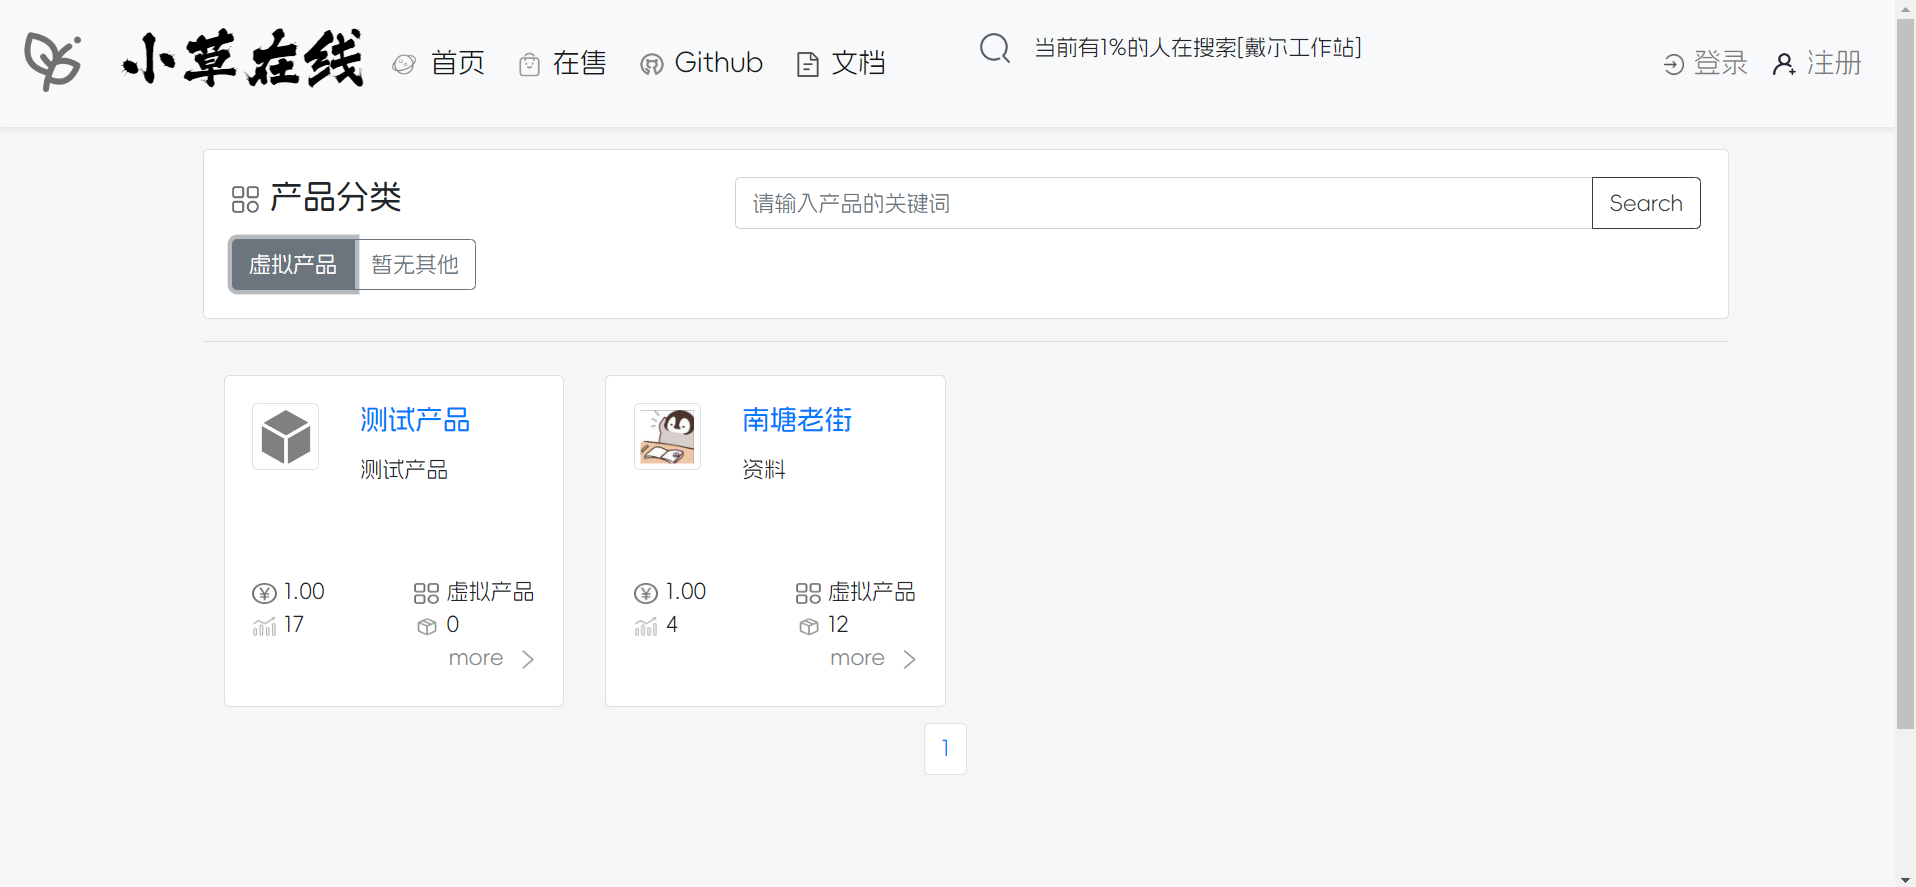 小草在线 首页 在售 Github 文档 当前有1%的人在搜索[戴尔工作站] 登录 注册
产品分类 请输入产品的关键词 Search
虚拟产品 暂无其他
测试产品
测试产品
1.00 虚拟产品
17 0
more
南塘老街
资料
1.00 虚拟产品
4 12
more
1